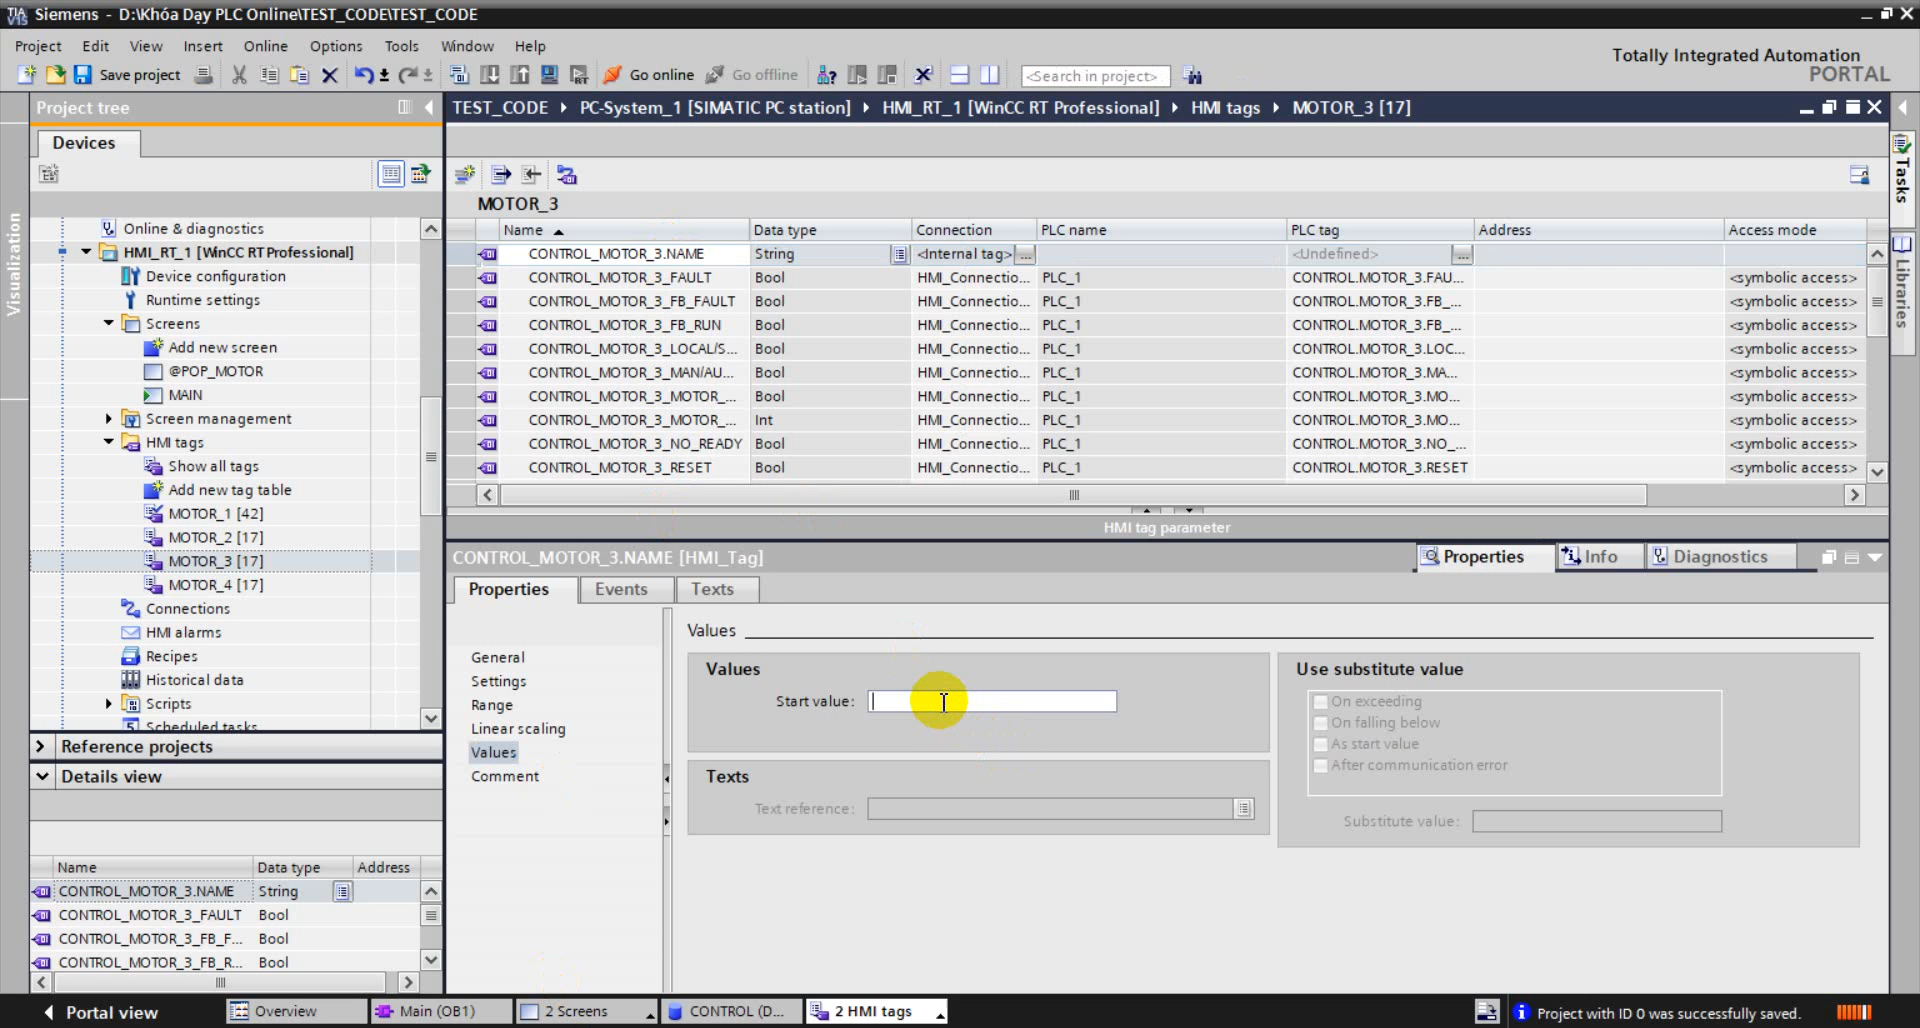 Siemens - D:\Khóa Dạy PLC Online\TEST_CODE\TEST_CODE
Project Edit View Insert Online Options Tools Window Help
Totally Integrated Automation
PORTAL
Save project
Go online
Go offline
<Search in project>
Project tree
TEST_CODE PC-System_1 [SIMATIC PC station] HMI_RT_1 [WinCC RT Professional] HMI tags MOTOR_3 [17]
Devices
Visualization
Tasks
Libraries
Online & diagnostics
HMI_RT_1 [WinCC RT Professional]
Device configuration
Runtime settings
Screens
Add new screen
@POP_MOTOR
MAIN
Screen management
HMI tags
Show all tags
Add new tag table
MOTOR_1 [42]
MOTOR_2 [17]
MOTOR_3 [17]
MOTOR_4 [17]
Connections
HMI alarms
Recipes
Historical data
Scripts
Scheduled tasks
Reference projects
Details view
Name Data type Address
CONTROL_MOTOR_3.NAME String
CONTROL_MOTOR_3_FAULT Bool
CONTROL_MOTOR_3_FB_F... Bool
CONTROL_MOTOR_3_FB_R... Bool
MOTOR_3
Name Data type Connection PLC name PLC tag Address Access mode
CONTROL_MOTOR_3.NAME String <Internal tag> ... <Undefined> ...
CONTROL_MOTOR_3_FAULT Bool HMI_Connectio... PLC_1 CONTROL.MOTOR_3.FAU... <symbolic access>
CONTROL_MOTOR_3_FB_FAULT Bool HMI_Connectio... PLC_1 CONTROL.MOTOR_3.FB_... <symbolic access>
CONTROL_MOTOR_3_FB_RUN Bool HMI_Connectio... PLC_1 CONTROL.MOTOR_3.FB_... <symbolic access>
CONTROL_MOTOR_3_LOCAL/S... Bool HMI_Connectio... PLC_1 CONTROL.MOTOR_3.LOC... <symbolic access>
CONTROL_MOTOR_3_MAN/AU... Bool HMI_Connectio... PLC_1 CONTROL.MOTOR_3.MA... <symbolic access>
CONTROL_MOTOR_3_MOTOR_... Bool HMI_Connectio... PLC_1 CONTROL.MOTOR_3.MO... <symbolic access>
CONTROL_MOTOR_3_MOTOR_... Int HMI_Connectio... PLC_1 CONTROL.MOTOR_3.MO... <symbolic access>
CONTROL_MOTOR_3_NO_READY Bool HMI_Connectio... PLC_1 CONTROL.MOTOR_3.NO_... <symbolic access>
CONTROL_MOTOR_3_RESET Bool HMI_Connectio... PLC_1 CONTROL.MOTOR_3.RESET <symbolic access>
HMI tag parameter
CONTROL_MOTOR_3.NAME [HMI_Tag]
Properties Info Diagnostics
Properties Events Texts
General
Settings
Range
Linear scaling
Values
Comment
Values
Values
Start value:
Texts
Text reference:
Use substitute value
On exceeding
On falling below
As start value
After communication error
Substitute value:
Portal view Overview Main (OB1) 2 Screens CONTROL (D... 2 HMI tags Project with ID 0 was successfully saved.